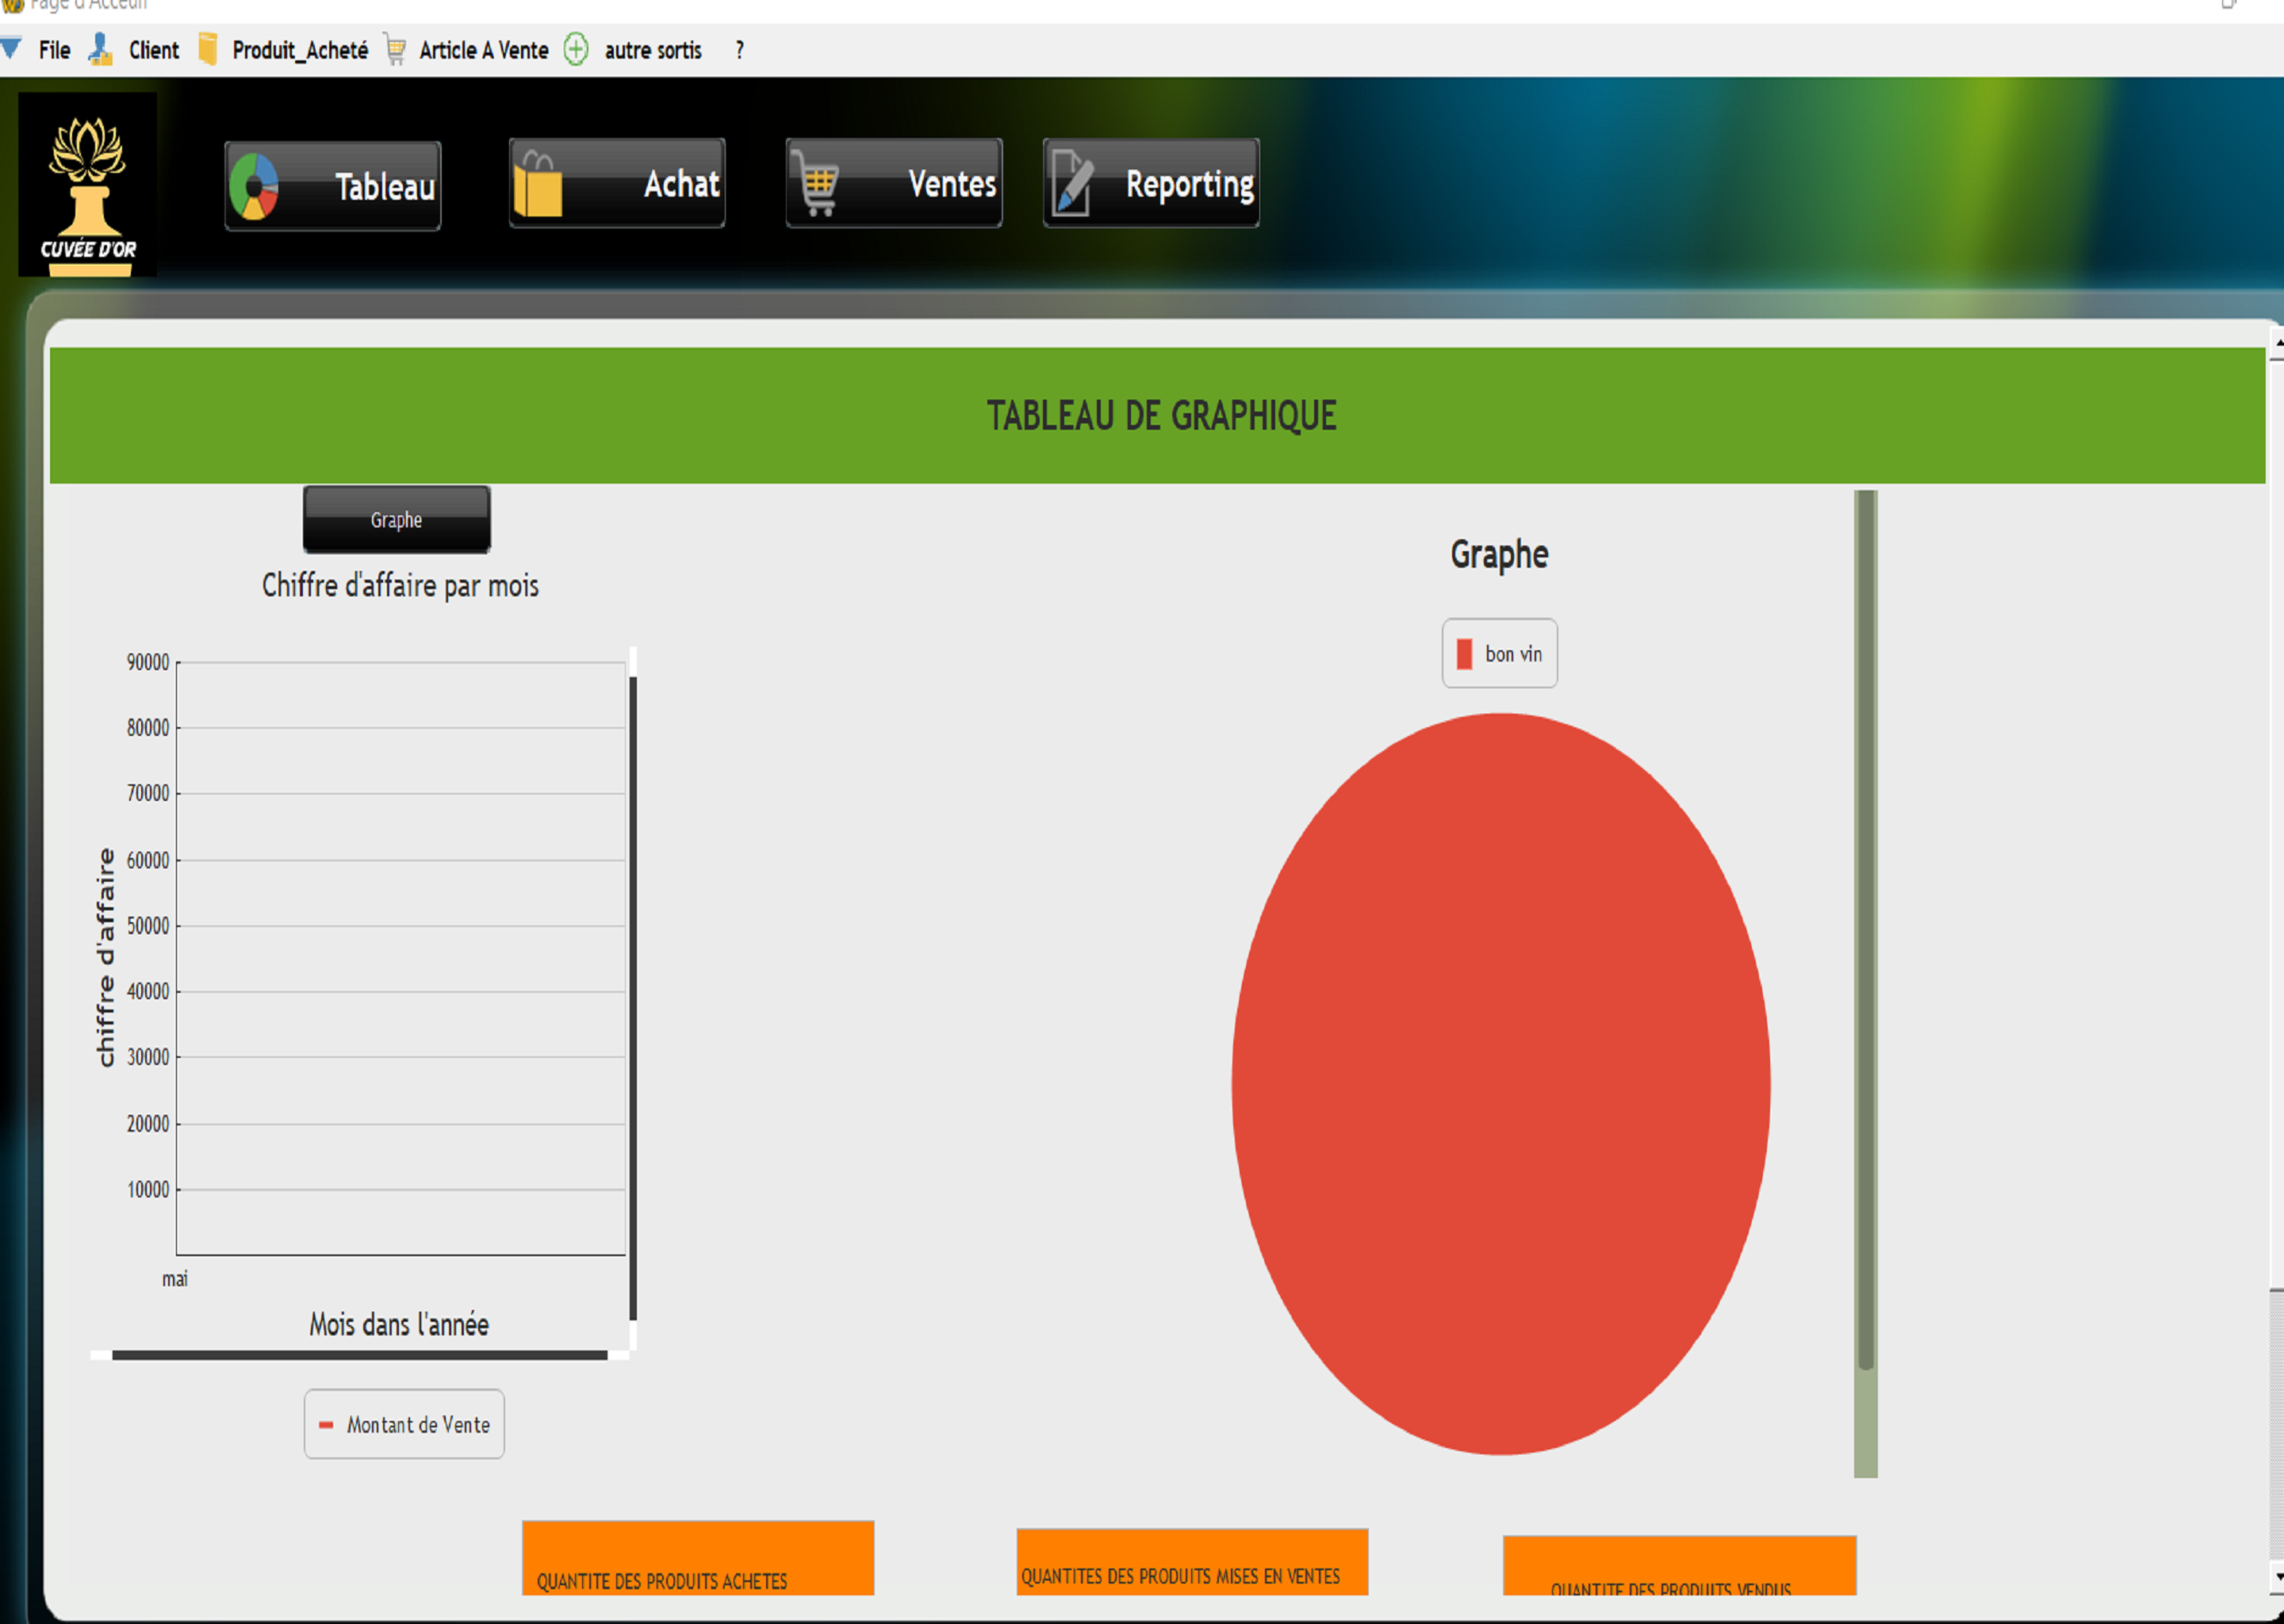 Page d'Acceuil
File Client Produit_Acheté Article A Vente autre sortis ?
CUVÉE D'OR
Tableau Achat Ventes Reporting
TABLEAU DE GRAPHIQUE
Graphe
Chiffre d'affaire par mois
90000
80000
70000
60000
50000
40000
30000
20000
10000
chiffre d'affaire
mai
Mois dans l'année
Montant de Vente
Graphe
bon vin
QUANTITE DES PRODUITS ACHETES
QUANTITES DES PRODUITS MISES EN VENTES
QUANTITE DES PRODUITS VENDUS